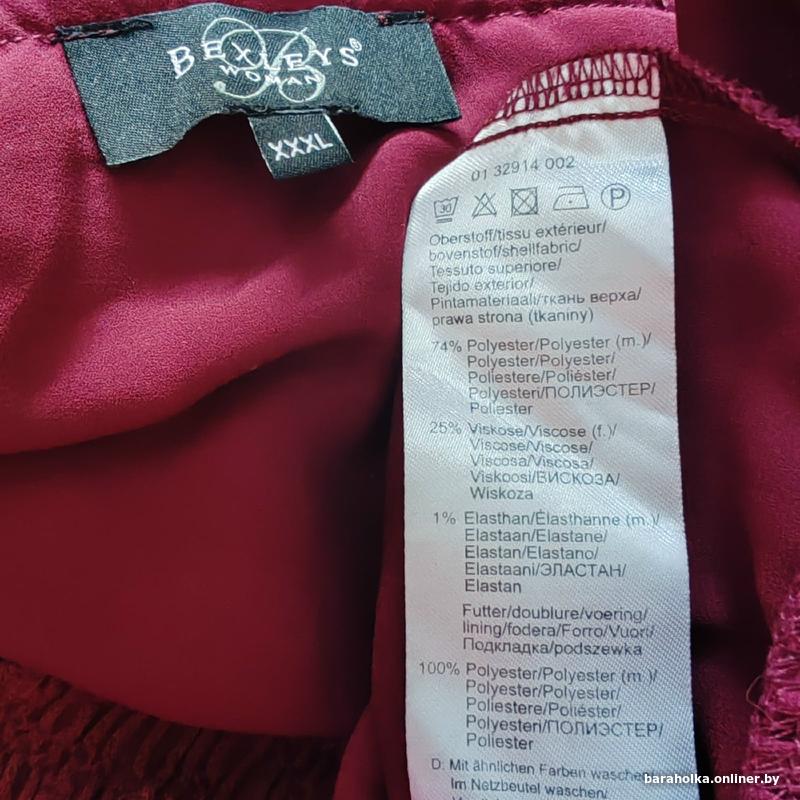 BEXLEYS®
WOMAN
XXXL
01 32914 002
30
P
Oberstoff/tissu extérieur/
bovenstof/shellfabric/
Tessuto superiore/
Tejido exterior/
Pintamateriaali/ткань верха/
prawa strona (tkaniny)
74% Polyester/Polyester (m.)/
Polyester/Polyester/
Poliestere/Poliéster/
Polyesteri/ПОЛИЭСТЕР/
Poliester
25% Viskose/Viscose (f.)/
Viscose/Viscose/
Viscosa/Viscosa/
Viskoosi/ВИСКОЗА/
Wiskoza
1% Elasthan/Élasthanne (m.)/
Elastaan/Elastane/
Elastan/Elastano/
Elastaani/ЭЛАСТАН/
Elastan
Futter/doublure/voering/
lining/fodera/Forro/Vuori/
Подкладка/podszewka
100% Polyester/Polyester (m.)/
Polyester/Polyester/
Poliestere/Poliéster/
Polyesteri/ПОЛИЭСТЕР/
Poliester
D: Mit ähnlichen Farben wasche
Im Netzbeutel waschen,
baraholka.onliner.by